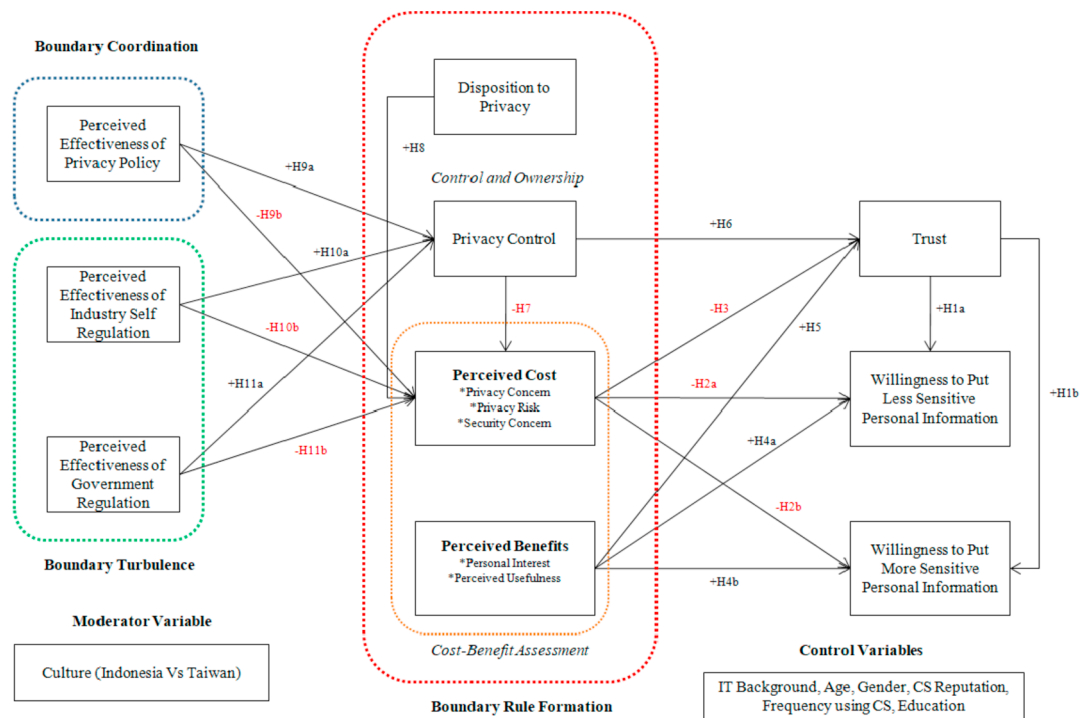 Boundary Coordination
Perceived
Effectiveness of
Privacy Policy
Perceived
Effectiveness of
Industry Self
Regulation
Perceived
Effectiveness of
Government
Regulation
Boundary Turbulence
Moderator Variable
Culture (Indonesia Vs Taiwan)
+H9a
-H9b
+H10a
-H10b
+H11a
-H11b
Disposition to
Privacy
+H8
Control and Ownership
Privacy Control
-H7
Perceived Cost
*Privacy Concern
*Privacy Risk
*Security Concern
Perceived Benefits
*Personal Interest
*Perceived Usefulness
Cost-Benefit Assessment
Boundary Rule Formation
+H6
-H3
+H5
-H2a
+H4a
-H2b
+H4b
Trust
+H1a
+H1b
Willingness to Put
Less Sensitive
Personal Information
Willingness to Put
More Sensitive
Personal Information
Control Variables
IT Background, Age, Gender, CS Reputation,
Frequency using CS, Education